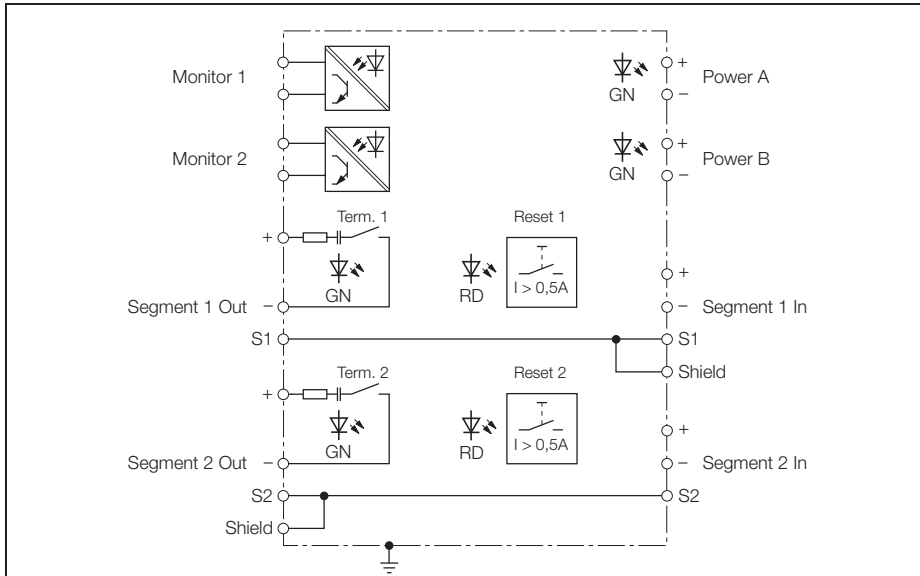 Monitor 1
+
GN
-
Power A
Monitor 2
+
GN
-
Power B
Term. 1
Reset 1
+
GN
RD
I > 0,5A
+
Segment 1 Out
-
-
Segment 1 In
S1
S1
Shield
Term. 2
Reset 2
+
GN
RD
I > 0,5A
+
Segment 2 Out
-
-
Segment 2 In
S2
S2
Shield